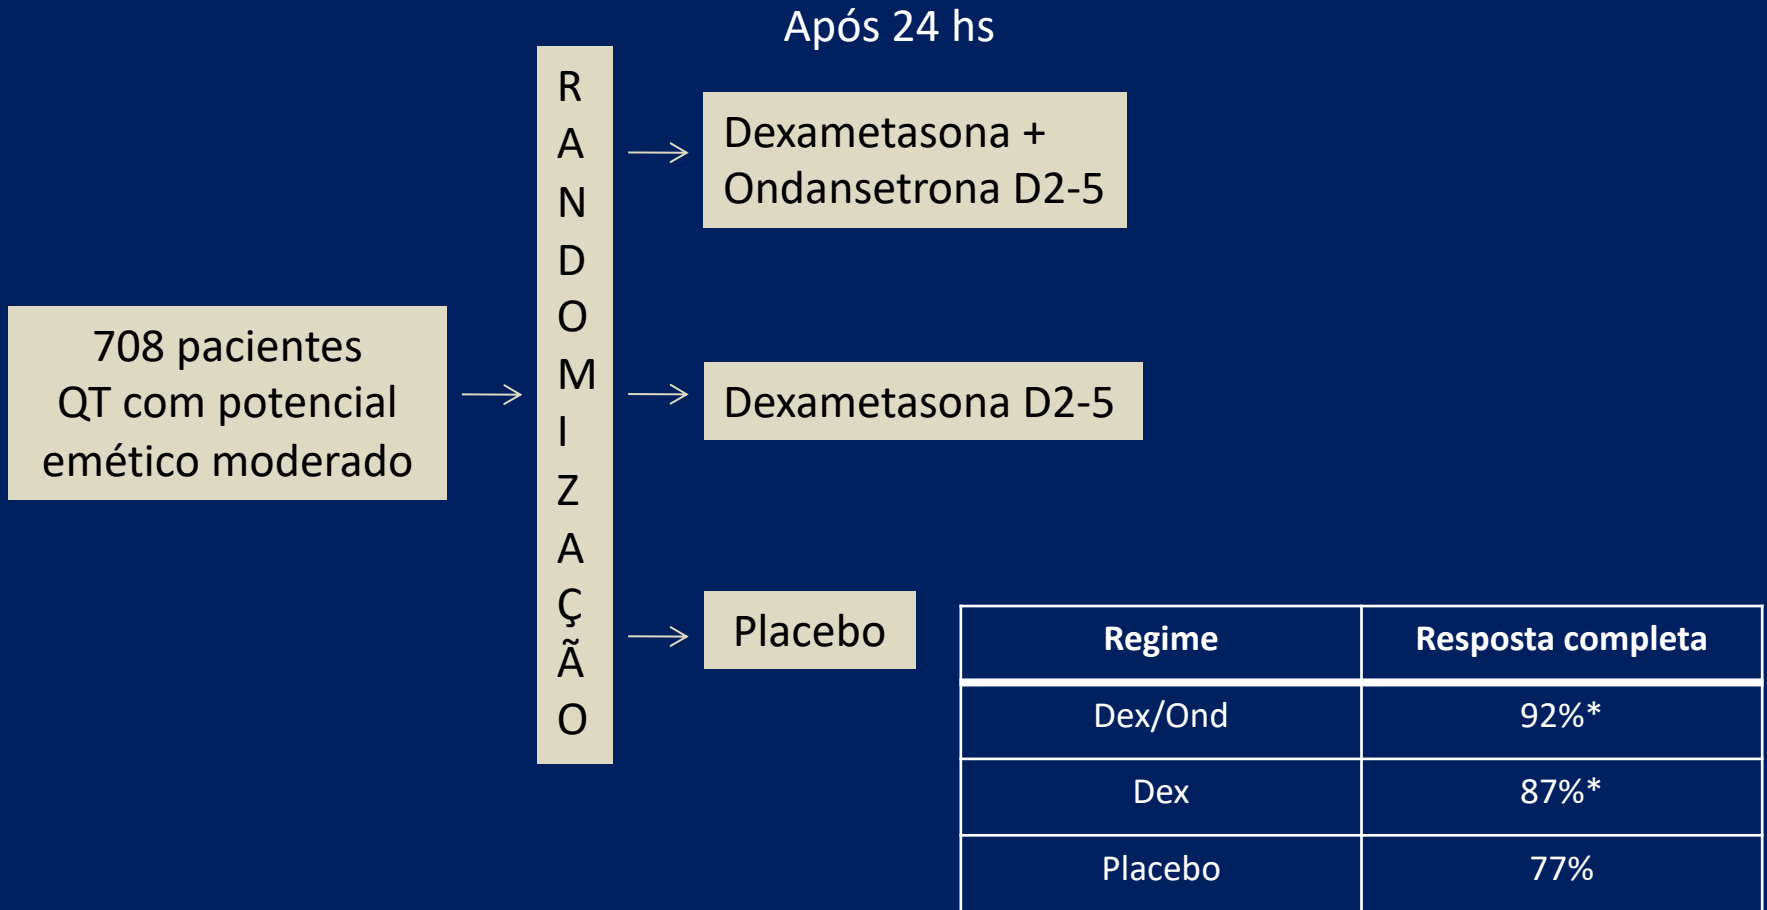 Após 24 hs
708 pacientes
QT com potencial
emético moderado
R
A
N
D
O
M
I
Z
A
Ç
Ã
O
Dexametasona +
Ondansetrona D2-5
Dexametasona D2-5
Placebo
Regime Resposta completa
Dex/Ond 92%*
Dex 87%*
Placebo 77%